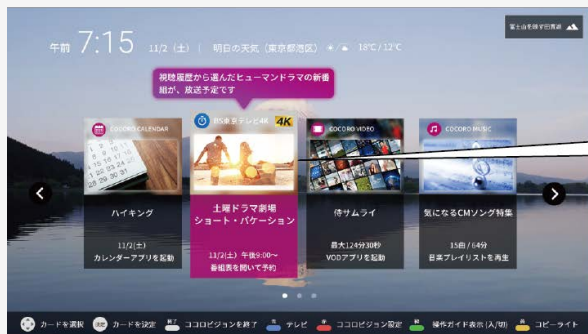 富士山を映す田貫湖
午前 7:15 11/2（土）｜ 明日の天気（東京都港区） 18℃/12℃
視聴履歴から選んだヒューマンドラマの新番
組が、放送予定です
COCORO CALENDAR
ハイキング
11/2(土)
カレンダーアプリを起動
BS東京テレビ4K 4K
土曜ドラマ劇場
ショート・バケーション
11/2(土) 午後9:00〜
番組表を開いて予約
COCORO VIDEO
侍サムライ
最大124分30秒
VODアプリを起動
COCORO MUSIC
気になるCMソング特集
15曲 / 64分
音楽プレイリストを再生
カードを選択 決定 カードを決定 終了 ココロビジョンを終了 青 テレビ 赤 ココロビジョン設定 緑 操作ガイド表示(入/切) 黄 コピーライト